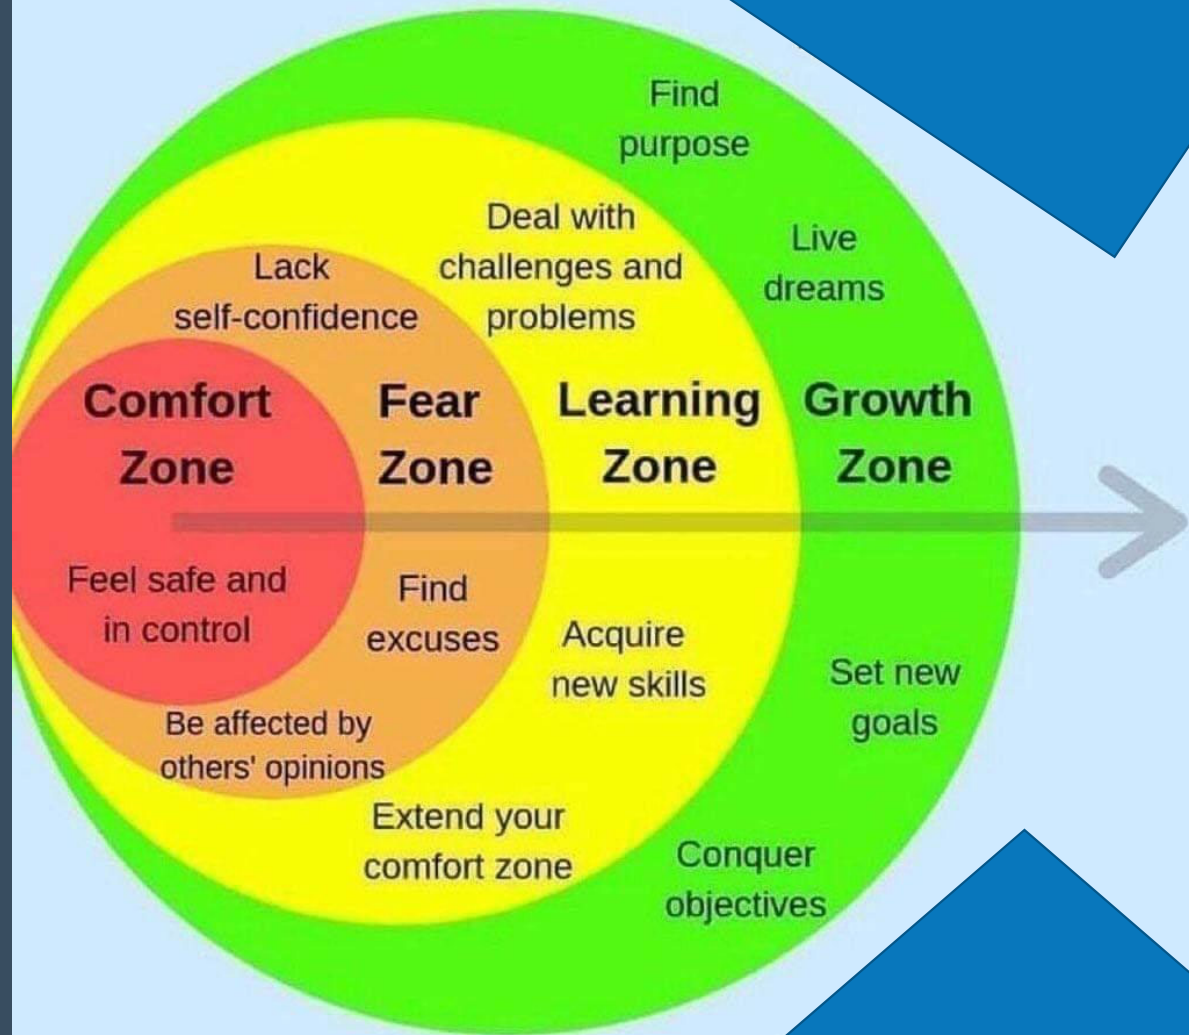 Comfort
Zone
Feel safe and
in control
Lack
self-confidence
Fear
Zone
Find
excuses
Be affected by
others' opinions
Deal with
challenges and
problems
Learning
Zone
Acquire
new skills
Extend your
comfort zone
Find
purpose
Live
dreams
Growth
Zone
Set new
goals
Conquer
objectives